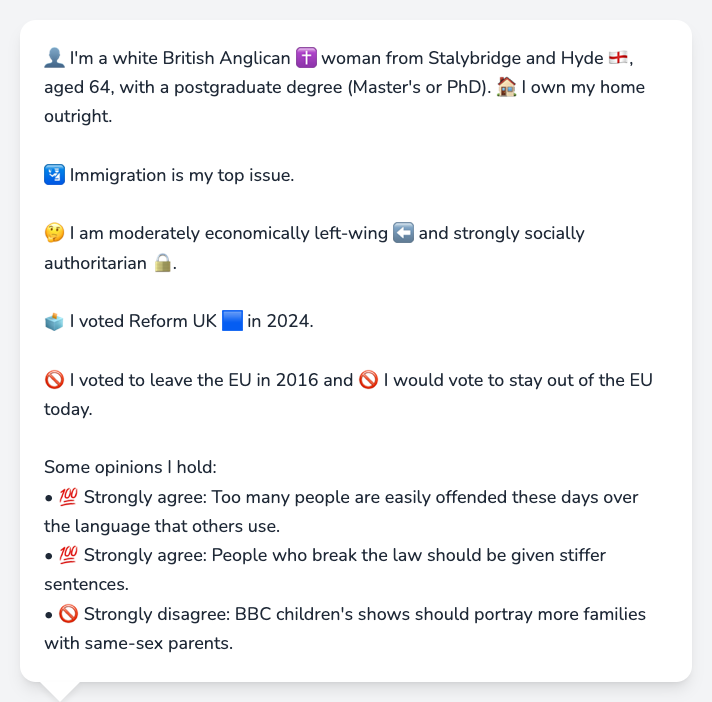 👤 I'm a white British Anglican ✝️ woman from Stalybridge and Hyde 🏴󠁧󠁢󠁥󠁮󠁧󠁿,
aged 64, with a postgraduate degree (Master's or PhD). 🏠 I own my home
outright.
🛂 Immigration is my top issue.
🤔 I am moderately economically left-wing ⬅️ and strongly socially
authoritarian 🔒.
🗳️ I voted Reform UK 🟦 in 2024.
🚫 I voted to leave the EU in 2016 and 🚫 I would vote to stay out of the EU
today.
Some opinions I hold:
• 💯 Strongly agree: Too many people are easily offended these days over
the language that others use.
• 💯 Strongly agree: People who break the law should be given stiffer
sentences.
• 🚫 Strongly disagree: BBC children's shows should portray more families
with same-sex parents.